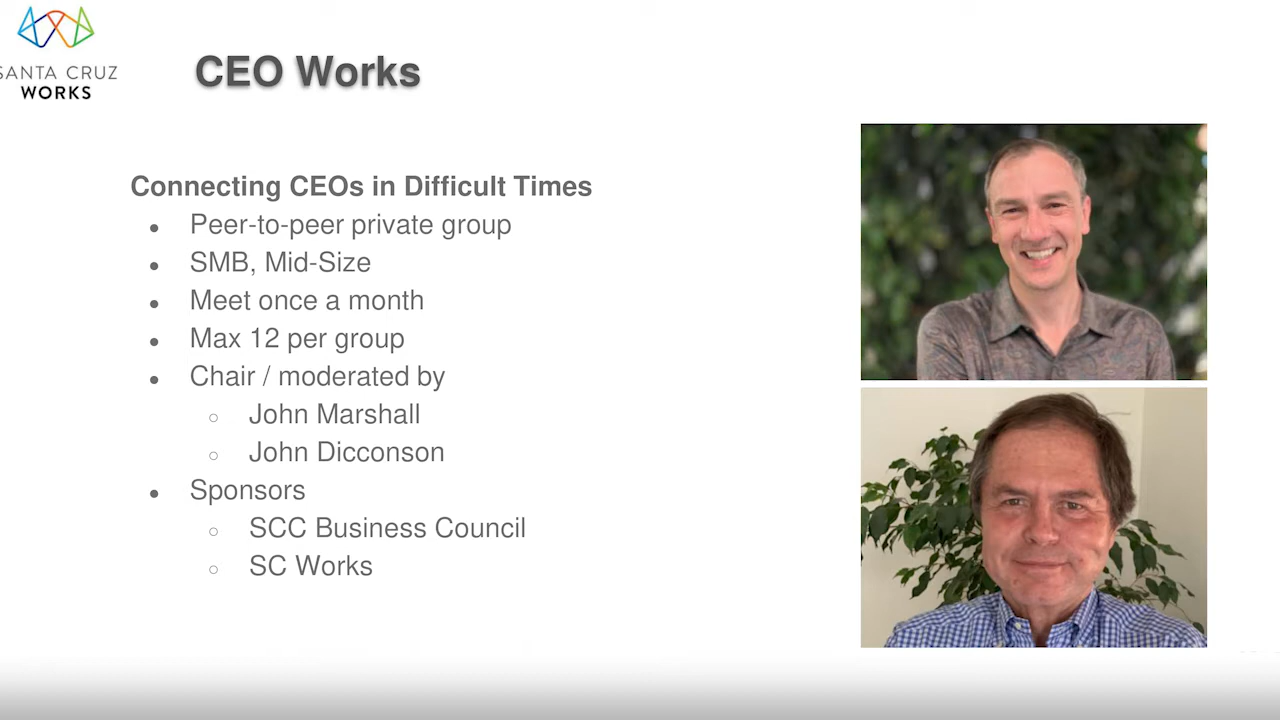 SANTA CRUZ
WORKS
CEO Works
Connecting CEOs in Difficult Times
● Peer-to-peer private group
● SMB, Mid-Size
● Meet once a month
● Max 12 per group
● Chair / moderated by
○ John Marshall
○ John Dicconson
● Sponsors
○ SCC Business Council
○ SC Works